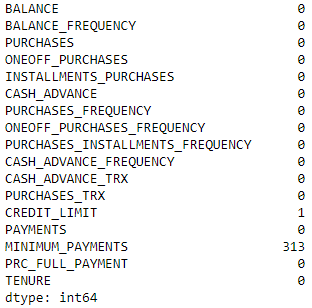 BALANCE 0
BALANCE_FREQUENCY 0
PURCHASES 0
ONEOFF_PURCHASES 0
INSTALLMENTS_PURCHASES 0
CASH_ADVANCE 0
PURCHASES_FREQUENCY 0
ONEOFF_PURCHASES_FREQUENCY 0
PURCHASES_INSTALLMENTS_FREQUENCY 0
CASH_ADVANCE_FREQUENCY 0
CASH_ADVANCE_TRX 0
PURCHASES_TRX 0
CREDIT_LIMIT 1
PAYMENTS 0
MINIMUM_PAYMENTS 313
PRC_FULL_PAYMENT 0
TENURE 0
dtype: int64